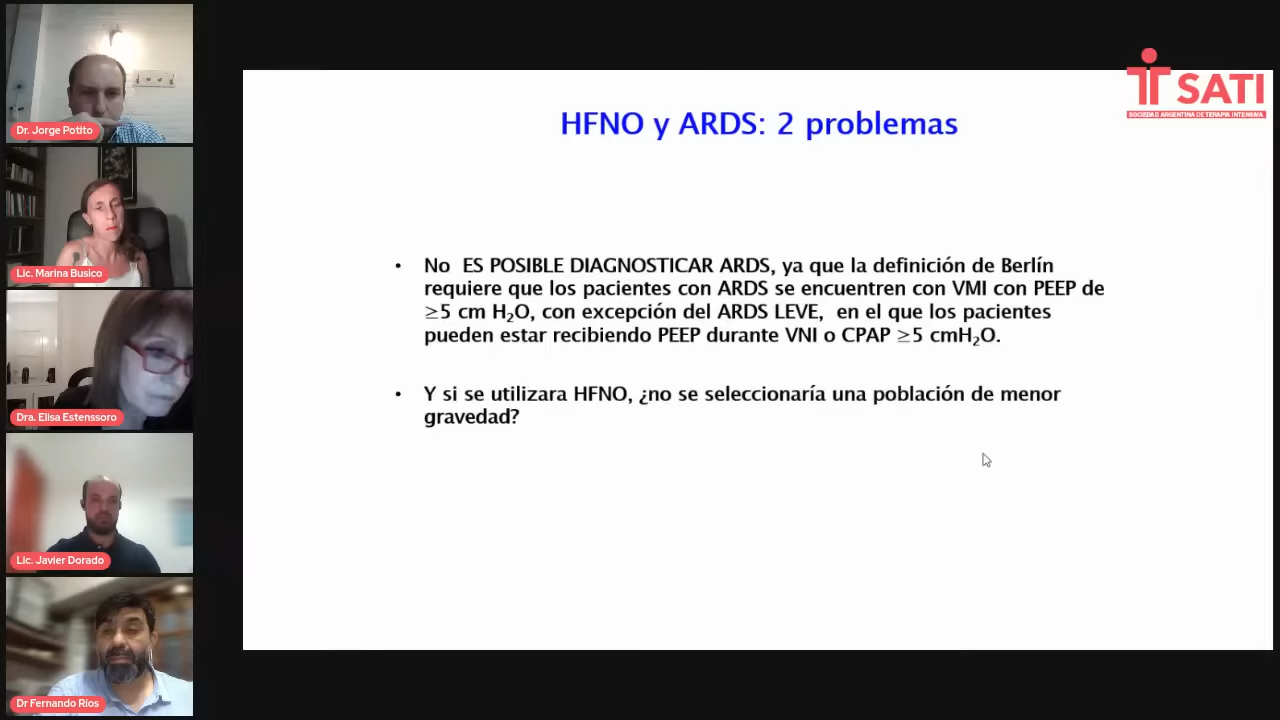 Dr. Jorge Potito
Lic. Marina Busico
Dra. Elisa Estenssoro
Lic. Javier Dorado
Dr Fernando Ríos
SATI
SOCIEDAD ARGENTINA DE TERAPIA INTENSIVA
HFNO y ARDS: 2 problemas
• No ES POSIBLE DIAGNOSTICAR ARDS, ya que la definición de Berlín
requiere que los pacientes con ARDS se encuentren con VMI con PEEP de
≥5 cm H₂O, con excepción del ARDS LEVE, en el que los pacientes
pueden estar recibiendo PEEP durante VNI o CPAP ≥5 cmH₂O.
• Y si se utilizara HFNO, ¿no se seleccionaría una población de menor
gravedad?